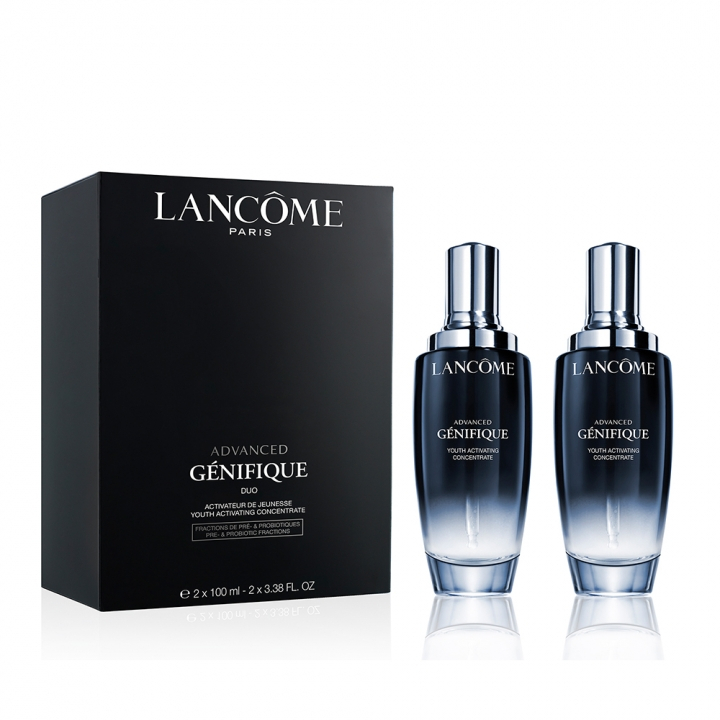 LANCÔME
PARIS
ADVANCED
GÉNIFIQUE
DUO
ACTIVATEUR DE JEUNESSE
YOUTH ACTIVATING CONCENTRATE
FRACTIONS DE PRÉ- & PROBIOTIQUES
PRE- & PROBIOTIC FRACTIONS
℮ 2 x 100 ml - 2 x 3.38 FL. OZ
LANCÔME
ADVANCED
GÉNIFIQUE
YOUTH ACTIVATING
CONCENTRATE
LANCÔME
ADVANCED
GÉNIFIQUE
YOUTH ACTIVATING
CONCENTRATE